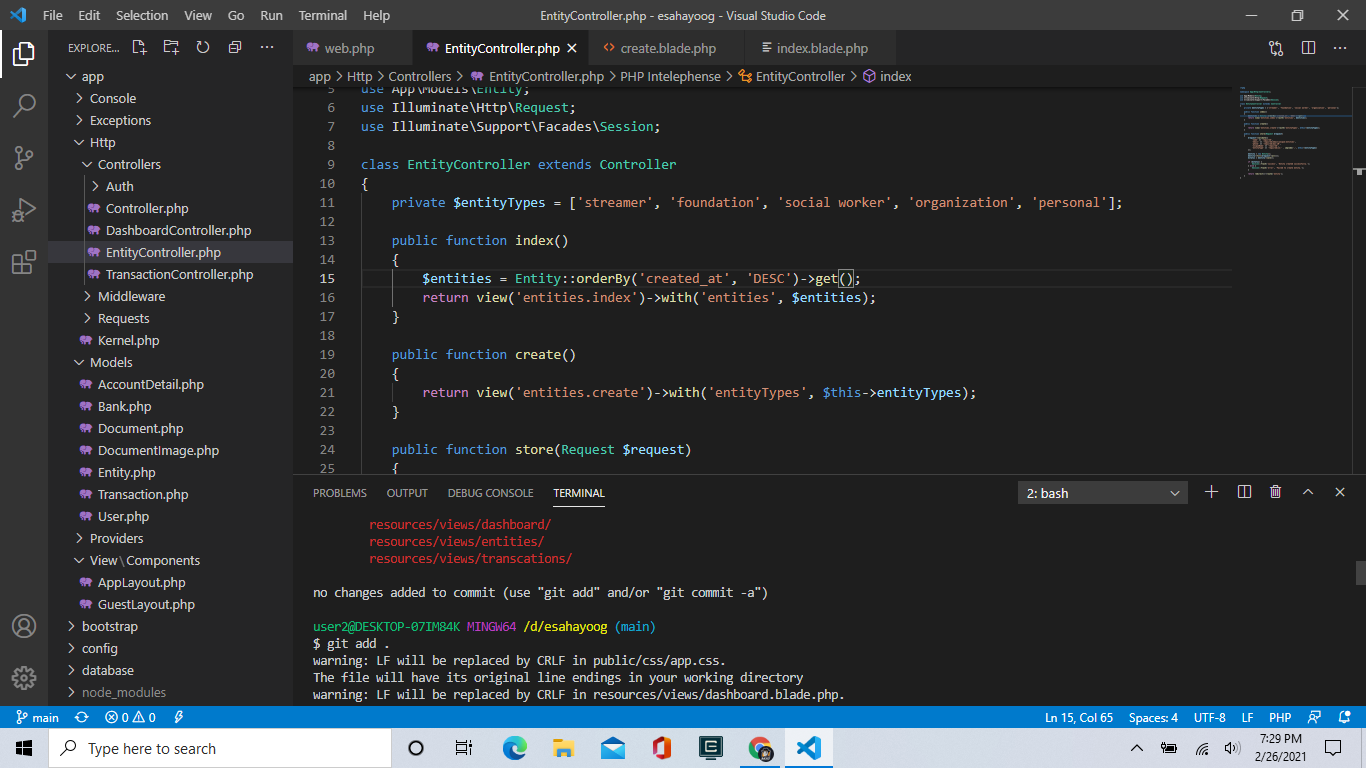 File Edit Selection View Go Run Terminal Help
EntityController.php - esahayoog - Visual Studio Code
EXPLORE...
web.php
EntityController.php
create.blade.php
index.blade.php
app > Http > Controllers > EntityController.php > PHP Intelephense > EntityController > index
app
Console
Exceptions
Http
Controllers
Auth
Controller.php
DashboardController.php
EntityController.php
TransactionController.php
Middleware
Requests
Kernel.php
Models
AccountDetail.php
Bank.php
Document.php
DocumentImage.php
Entity.php
Transaction.php
User.php
Providers
View\Components
AppLayout.php
GuestLayout.php
bootstrap
config
database
node_modules
5 use App\Models\Entity;
6 use Illuminate\Http\Request;
7 use Illuminate\Support\Facades\Session;
8
9 class EntityController extends Controller
10 {
11 private $entityTypes = ['streamer', 'foundation', 'social worker', 'organization', 'personal'];
12
13 public function index()
14 {
15 $entities = Entity::orderBy('created_at', 'DESC')->get();
16 return view('entities.index')->with('entities', $entities);
17 }
18
19 public function create()
20 {
21 return view('entities.create')->with('entityTypes', $this->entityTypes);
22 }
23
24 public function store(Request $request)
25 {
PROBLEMS OUTPUT DEBUG CONSOLE TERMINAL
2: bash
resources/views/dashboard/
resources/views/entities/
resources/views/transcations/
no changes added to commit (use "git add" and/or "git commit -a")
user2@DESKTOP-07IM84K MINGW64 /d/esahayoog (main)
$ git add .
warning: LF will be replaced by CRLF in public/css/app.css.
The file will have its original line endings in your working directory
warning: LF will be replaced by CRLF in resources/views/dashboard.blade.php.
main 0 0
Ln 15, Col 65 Spaces: 4 UTF-8 LF PHP
Type here to search
7:29 PM
2/26/2021